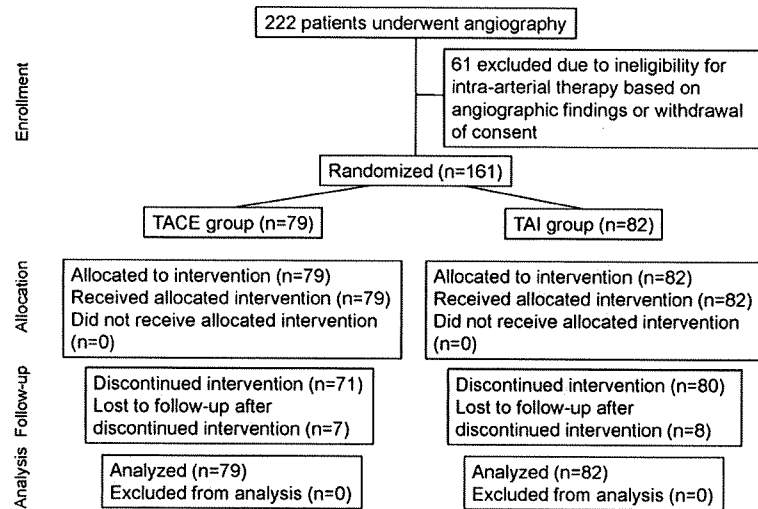 222 patients underwent angiography
Enrollment
61 excluded due to ineligibility for
intra-arterial therapy based on
angiographic findings or withdrawal
of consent
Randomized (n=161)
TACE group (n=79)
TAI group (n=82)
Allocation
Allocated to intervention (n=79)
Received allocated intervention (n=79)
Did not receive allocated intervention
(n=0)
Allocated to intervention (n=82)
Received allocated intervention (n=82)
Did not receive allocated intervention
(n=0)
Follow-up
Discontinued intervention (n=71)
Lost to follow-up after
discontinued intervention (n=7)
Discontinued intervention (n=80)
Lost to follow-up after
discontinued intervention (n=8)
Analysis
Analyzed (n=79)
Excluded from analysis (n=0)
Analyzed (n=82)
Excluded from analysis (n=0)